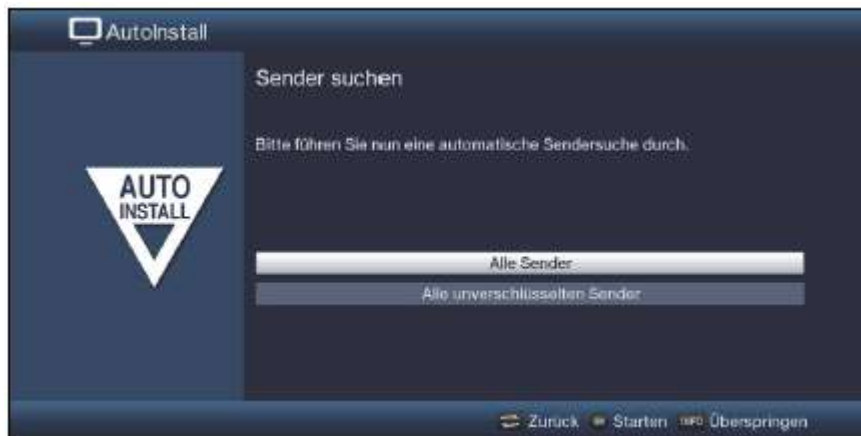 AutoInstall
Sender suchen
Bitte führen Sie nun eine automatische Sendersuche durch.
AUTO
INSTALL
Alle Sender
Alle unverschlüsselten Sender
Zurück Starten INFO Überspringen